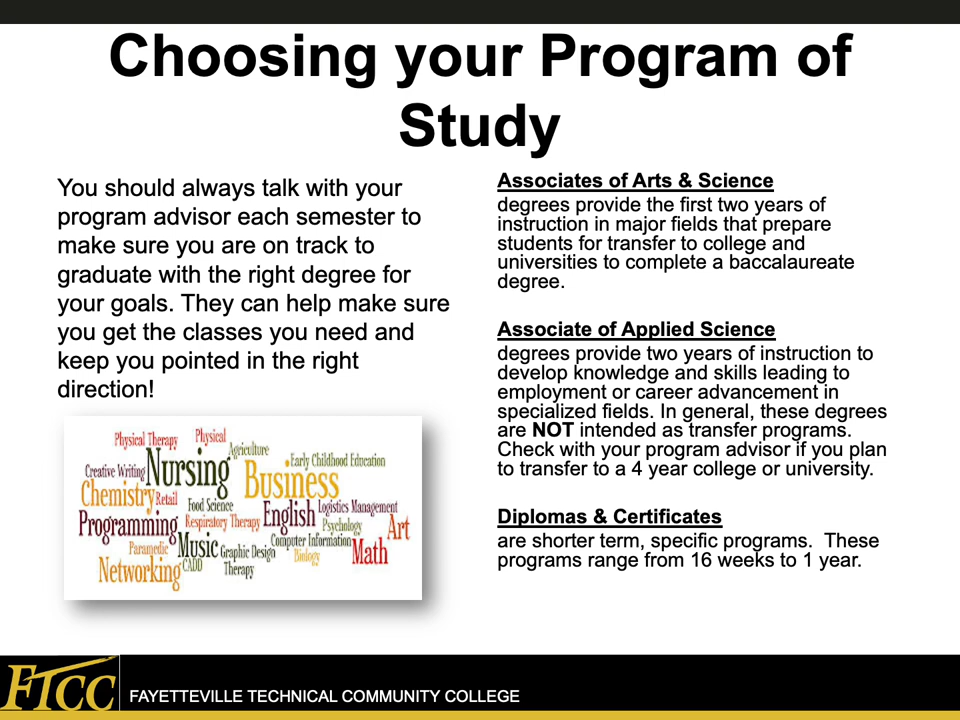 Choosing your Program of
Study
You should always talk with your
program advisor each semester to
make sure you are on track to
graduate with the right degree for
your goals. They can help make sure
you get the classes you need and
keep you pointed in the right
direction!
Physical Therapy
Physical
Agriculture
Creative Writing
Nursing
Early Childhood Education
Chemistry
Retail
Business
Food Science
Logistics Management
Programming
Respiratory Therapy
English
Psychology
Art
Paramedic
Music
Graphic Design
Computer Information
Biology
Math
Networking
CADD
Therapy
Associates of Arts & Science
degrees provide the first two years of
instruction in major fields that prepare
students for transfer to college and
universities to complete a baccalaureate
degree.
Associate of Applied Science
degrees provide two years of instruction to
develop knowledge and skills leading to
employment or career advancement in
specialized fields. In general, these degrees
are NOT intended as transfer programs.
Check with your program advisor if you plan
to transfer to a 4 year college or university.
Diplomas & Certificates
are shorter term, specific programs.  These
programs range from 16 weeks to 1 year.
FTCC
FAYETTEVILLE TECHNICAL COMMUNITY COLLEGE